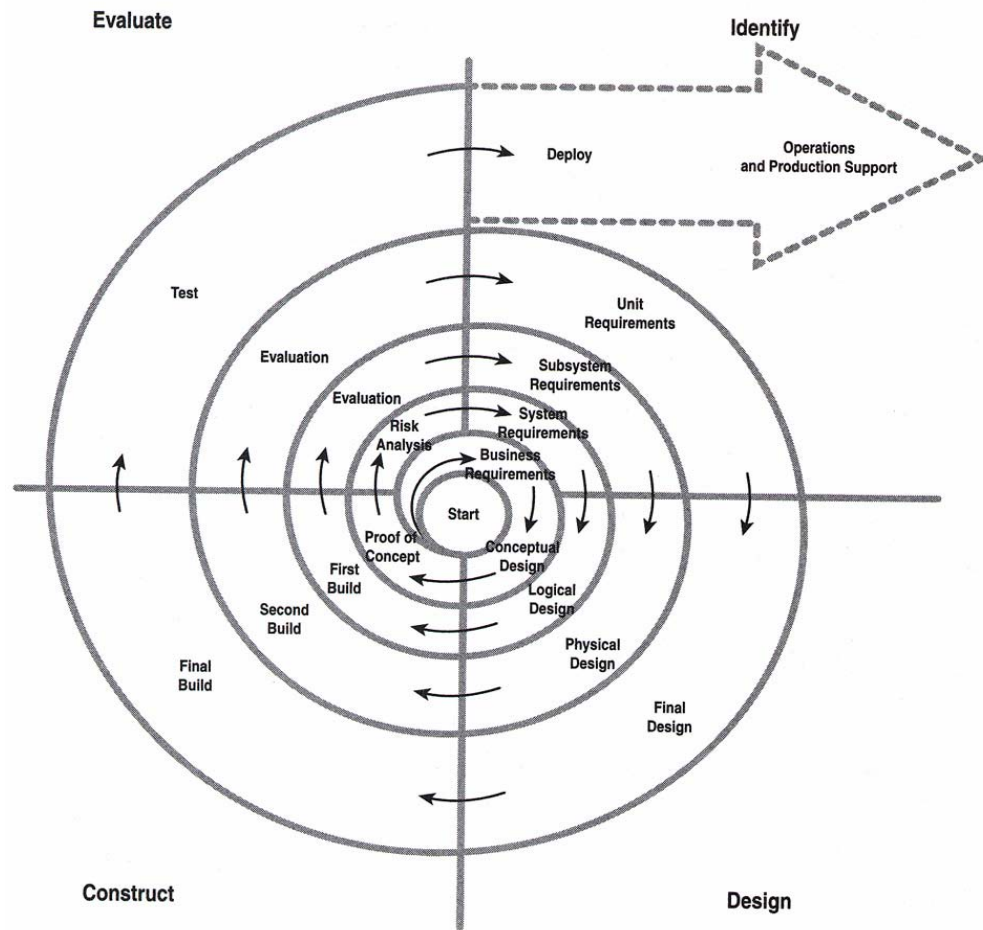 Evaluate
Identify
Deploy
Operations
and Production Support
Test
Unit
Requirements
Evaluation
Subsystem
Requirements
Evaluation
System
Requirements
Risk
Analysis
Business
Requirements
Start
Proof of
Concept
Conceptual
Design
First
Build
Logical
Design
Second
Build
Physical
Design
Final
Build
Final
Design
Construct
Design